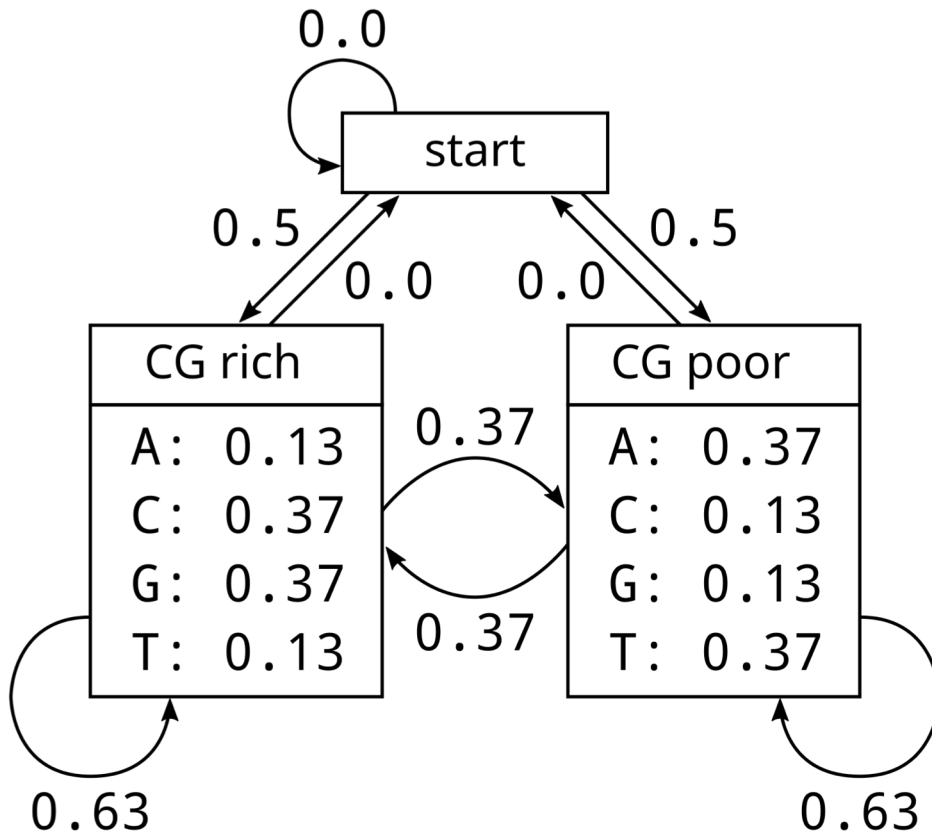 0.0
start
0.5
0.0
0.0
0.5
CG rich
A: 0.13
C: 0.37
G: 0.37
T: 0.13
0.37
0.37
CG poor
A: 0.37
C: 0.13
G: 0.13
T: 0.37
0.63
0.63